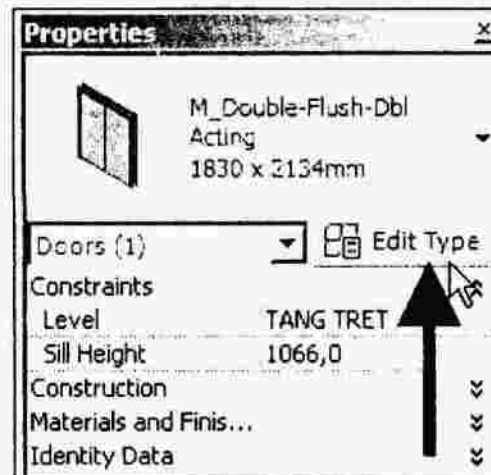 Properties
M_Double-Flush-Dbl
Acting
1830 x 2134mm
Doors (1)
Edit Type
Constraints
Level TANG TRET
Sill Height 1066,0
Construction
Materials and Finis...
Identity Data